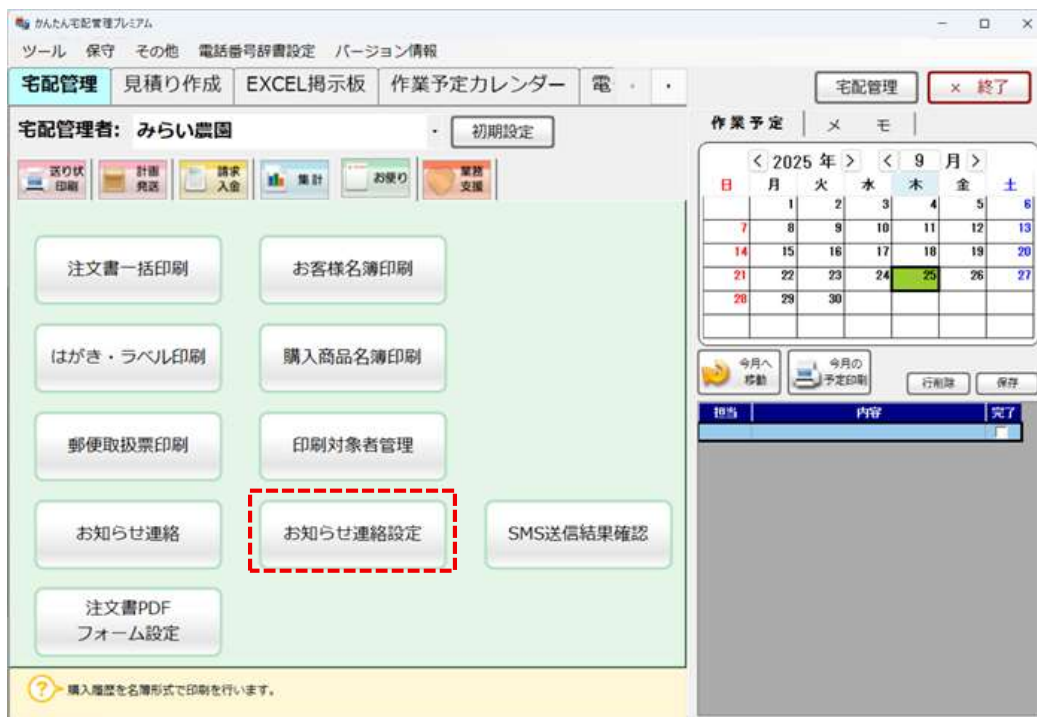 かんたん宅配管理プレミアム
ツール 保守 その他 電話番号辞書設定 バージョン情報
宅配管理 見積り作成 EXCEL掲示板 作業予定カレンダー 電
宅配管理 × 終了
宅配管理者: みらい農園 初期設定
作業予定 メ モ
送り状印刷 計画発送 請求入金 集計 お便り 業務支援
< 2025 年 > < 9 月 >
日 月 火 水 木 金 土
1 2 3 4 5 6
7 8 9 10 11 12 13
14 15 16 17 18 19 20
21 22 23 24 25 26 27
28 29 30
今月へ移動 今月の予定印刷 行削除 保存
担当 内容 完了
注文書一括印刷 お客様名簿印刷
はがき・ラベル印刷 購入商品名簿印刷
郵便取扱票印刷 印刷対象者管理
お知らせ連絡 お知らせ連絡設定 SMS送信結果確認
注文書PDF
フォーム設定
? 購入履歴を名簿形式で印刷を行います。